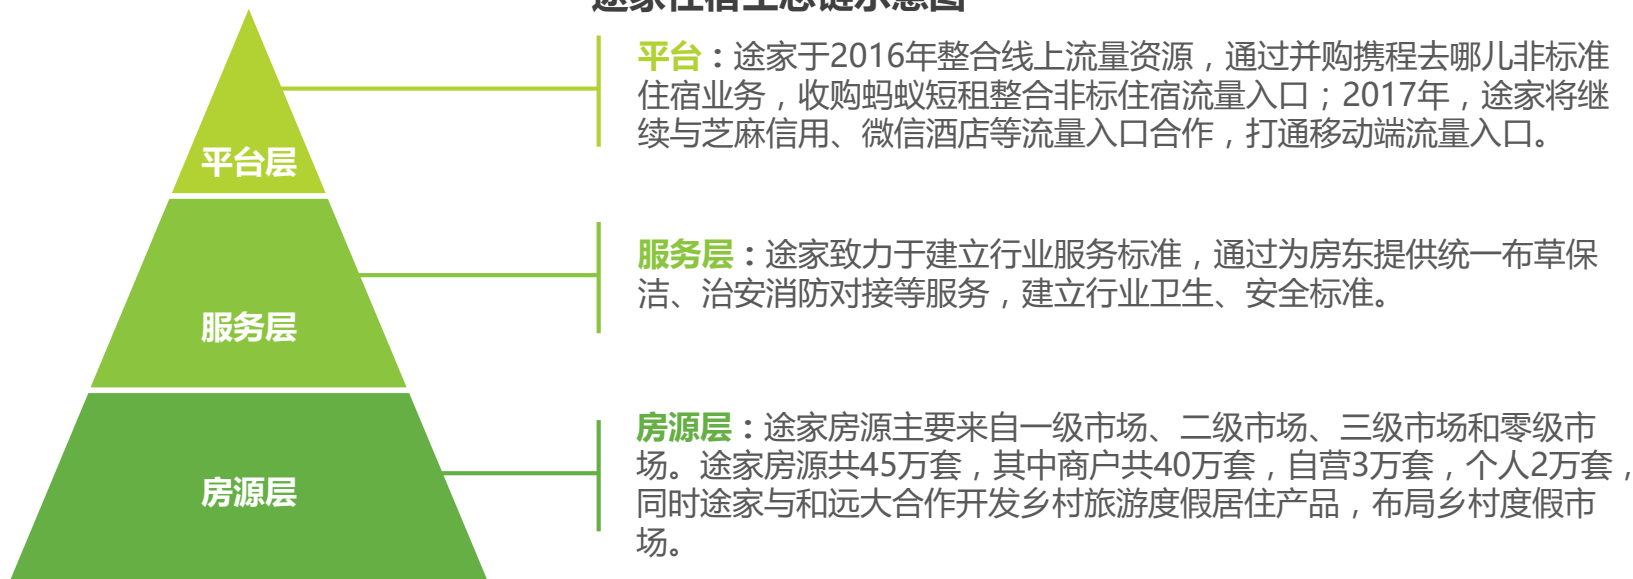 途家住宿生态链示意图
平台：途家于2016年整合线上流量资源，通过并购携程去哪儿非标准
住宿业务，收购蚂蚁短租整合非标住宿流量入口；2017年，途家将继
续与芝麻信用、微信酒店等流量入口合作，打通移动端流量入口。
平台层
服务层：途家致力于建立行业服务标准，通过为房东提供统一布草保
洁、治安消防对接等服务，建立行业卫生、安全标准。
服务层
房源层：途家房源主要来自一级市场、二级市场、三级市场和零级市
场。途家房源共45万套，其中商户共40万套，自营3万套，个人2万套，
同时途家与和远大合作开发乡村旅游度假居住产品，布局乡村度假市
场。
房源层